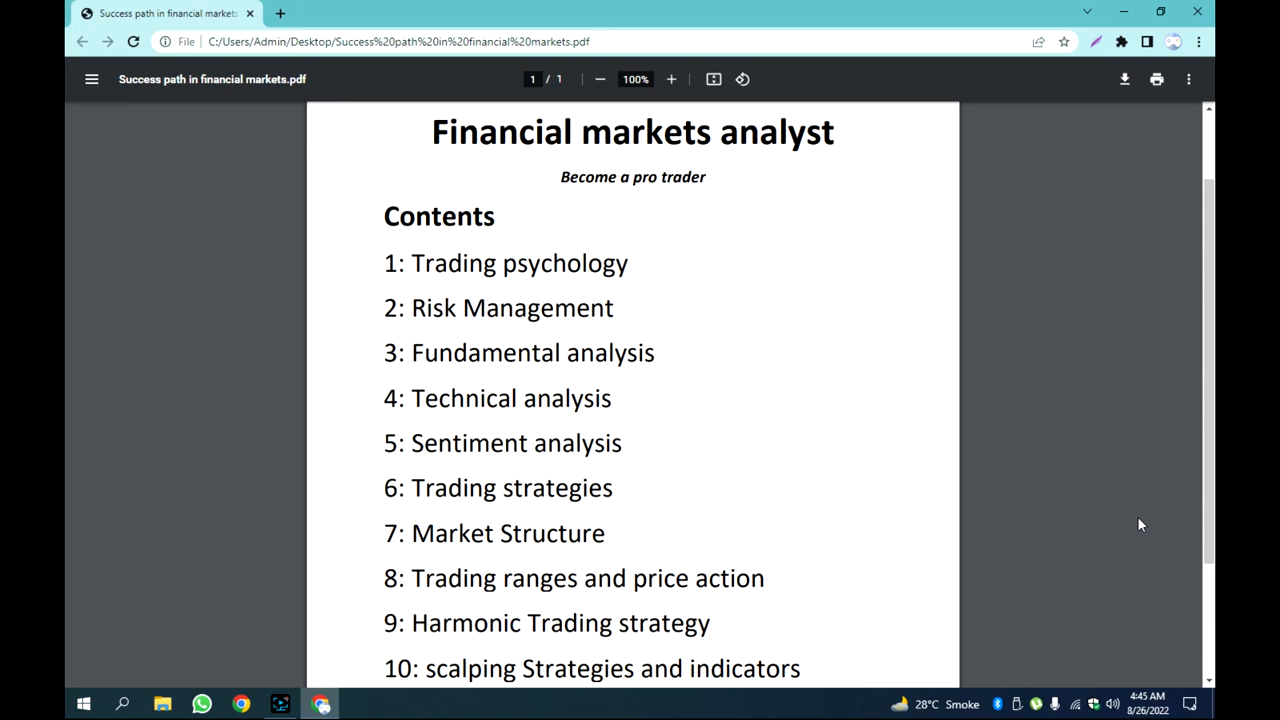 Success path in financial markets
File
C:/Users/Admin/Desktop/Success%20path%20in%20financial%20markets.pdf
Success path in financial markets.pdf
1 / 1
100%
Financial markets analyst
Become a pro trader
Contents
1: Trading psychology
2: Risk Management
3: Fundamental analysis
4: Technical analysis
5: Sentiment analysis
6: Trading strategies
7: Market Structure
8: Trading ranges and price action
9: Harmonic Trading strategy
10: scalping Strategies and indicators
28°C Smoke
4:45 AM
8/26/2022